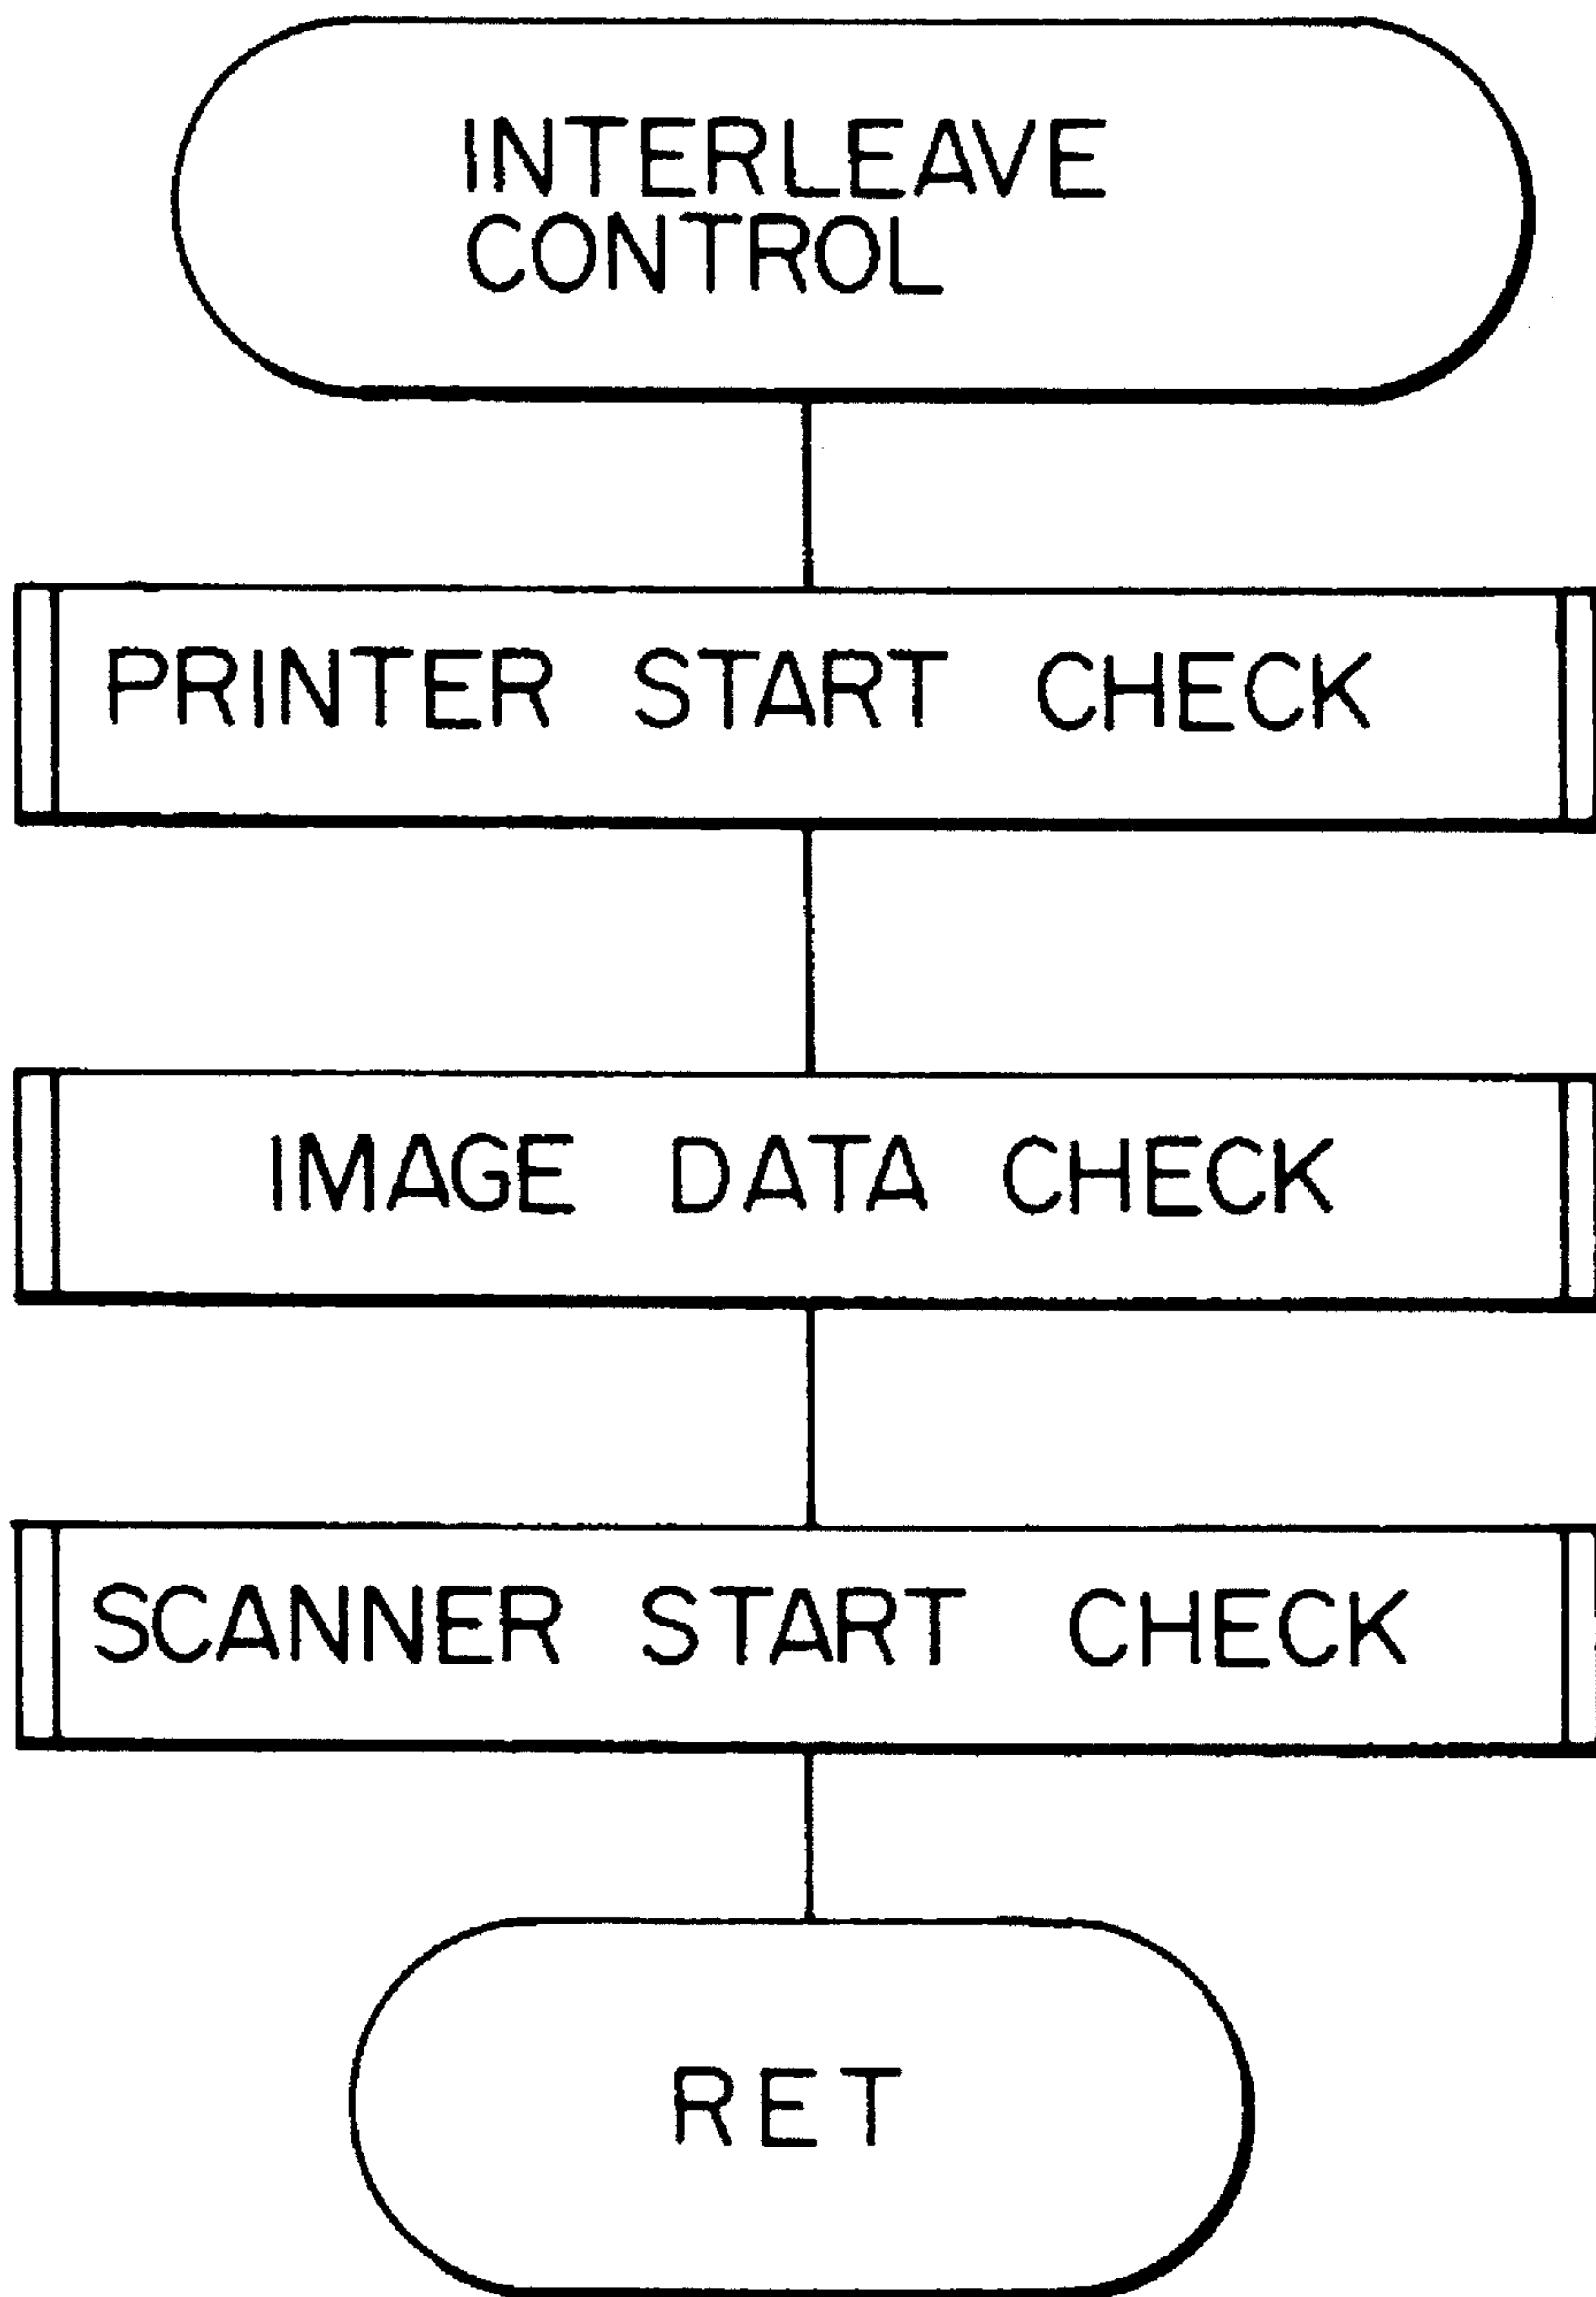 INTERLEAVE
CONTROL
PRINTER START CHECK
IMAGE DATA CHECK
SCANNER START CHECK
RET